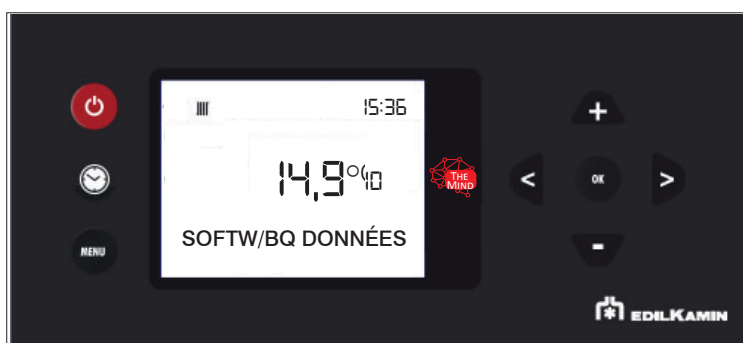 15:36
14,9
THE
MIND
SOFTW/BQ DONNÉES
MENU
+
<
OK
>
-
EDILKAMIN